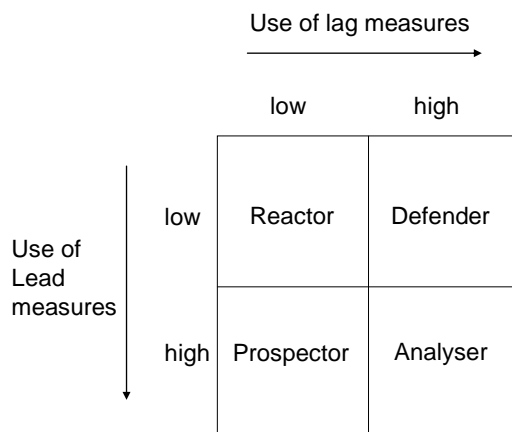 Use of lag measures
low high
low Reactor Defender
Use of
Lead
measures
high Prospector Analyser